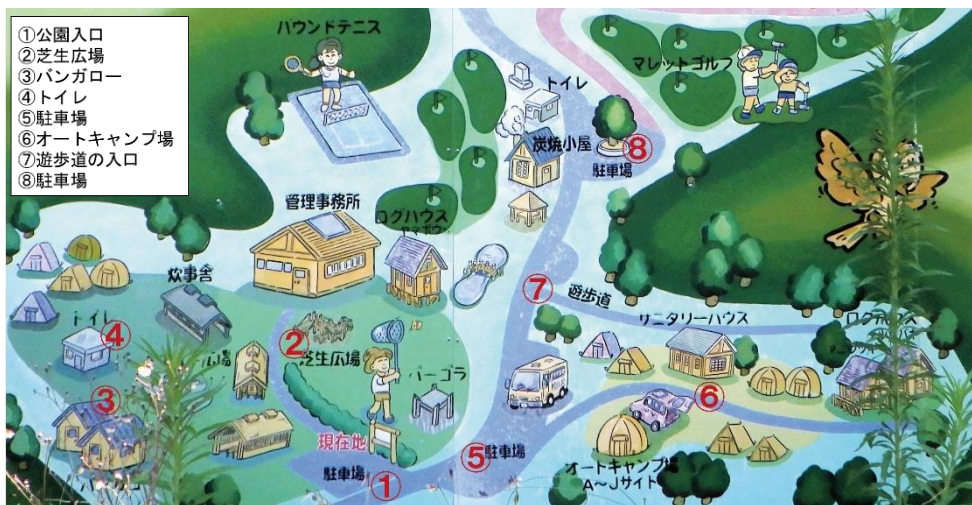 ①公園入口
②芝生広場
③バンガロー
④トイレ
⑤駐車場
⑥オートキャンプ場
⑦遊歩道の入口
⑧駐車場
ハウンドテニス
マレットゴルフ
トイレ
炭焼小屋
⑧
駐車場
管理事務所
ログハウス
炊事舎
⑦
遊歩道
サニタリーハウス
トイレ
④
②
広場
芝生広場
パーゴラ
③
⑥
現在地
駐車場
①
⑤
駐車場
オートキャンプ場
A〜Jサイト